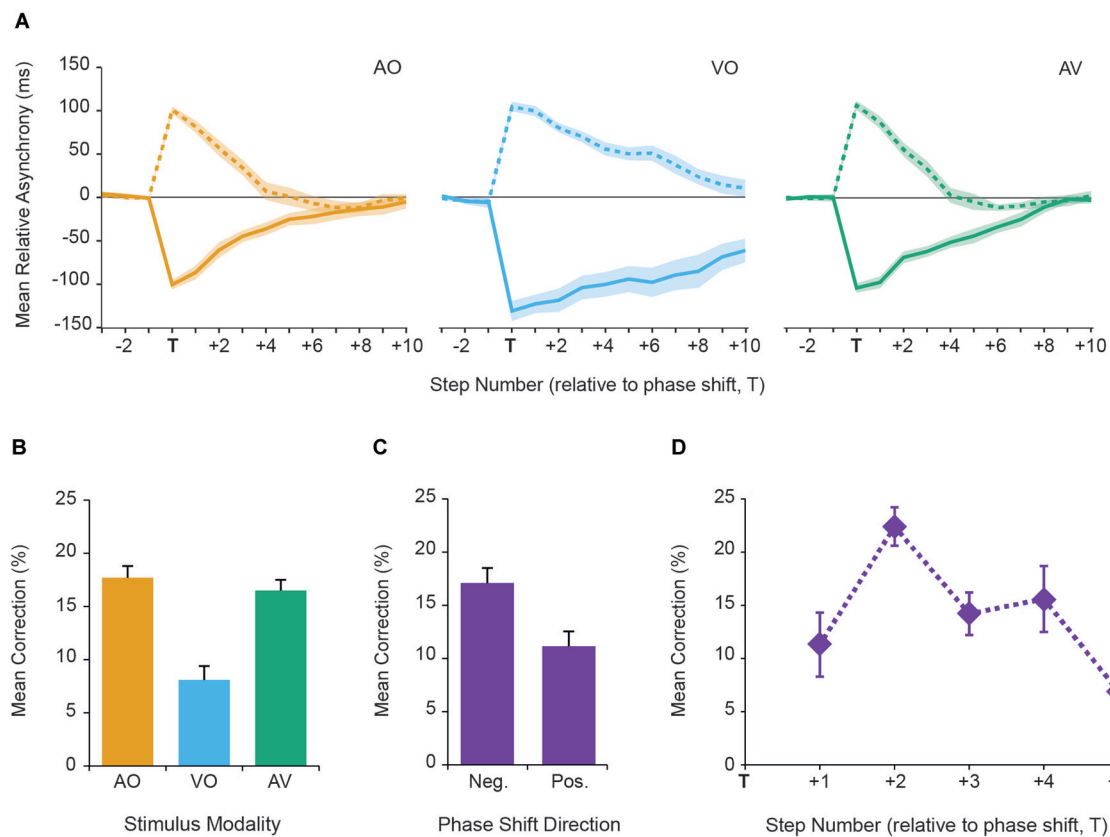 A
AO VO AV
Mean Relative Asynchrony (ms)
150
100
50
0
-50
-100
-150
-2 T +2 +4 +6 +8 +10 -2 T +2 +4 +6 +8 +10 -2 T +2 +4 +6 +8 +10
Step Number (relative to phase shift, T)
B
Mean Correction (%)
25
20
15
10
5
0
AO VO AV
Stimulus Modality
C
Mean Correction (%)
25
20
15
10
5
0
Neg. Pos.
Phase Shift Direction
D
Mean Correction (%)
25
20
15
10
5
0
T +1 +2 +3 +4
Step Number (relative to phase shift, T)